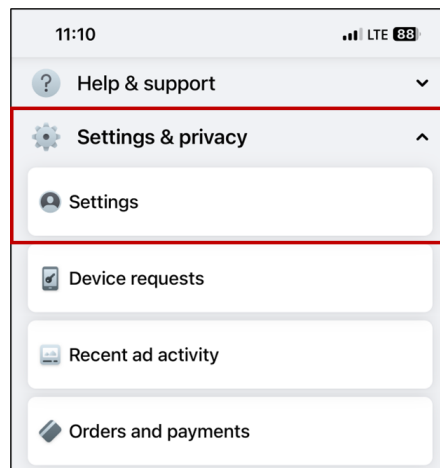 11:10 LTE 88
? Help & support
Settings & privacy
Settings
Device requests
Recent ad activity
Orders and payments